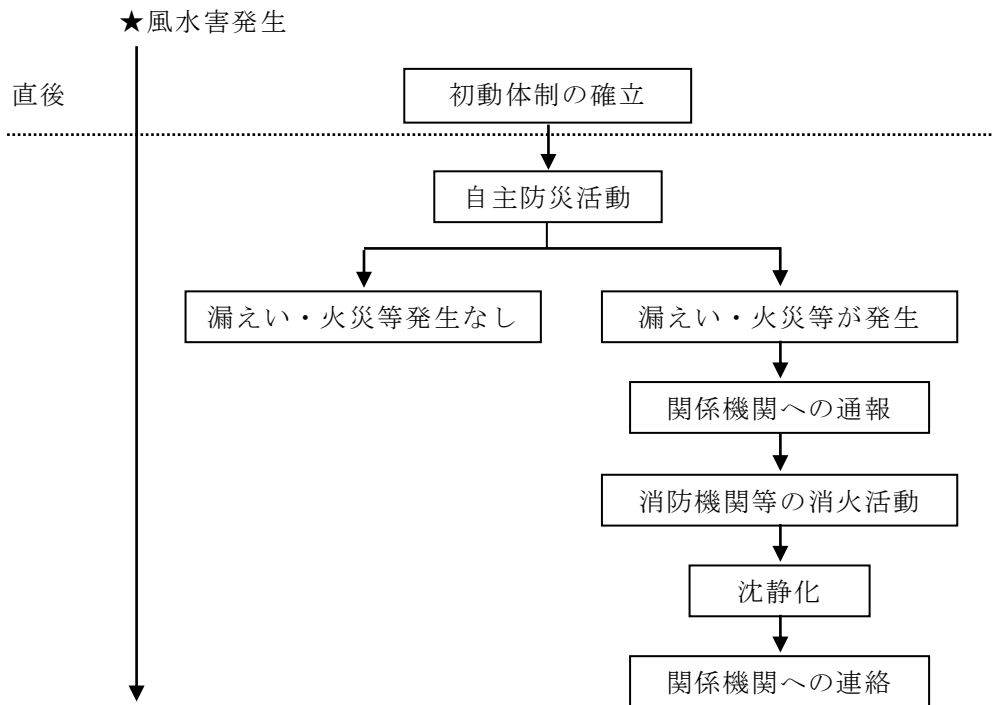 ★風水害発生
直後
初動体制の確立
自主防災活動
漏えい・火災等発生なし
漏えい・火災等が発生
関係機関への通報
消防機関等の消火活動
沈静化
関係機関への連絡